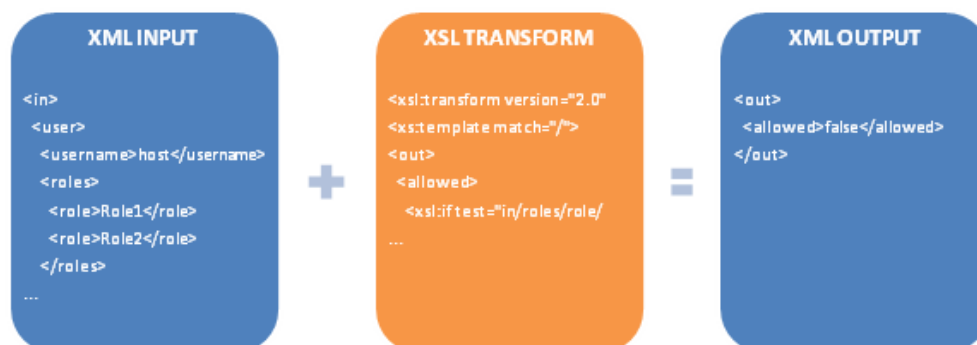 XML INPUT
<in>
<user>
<username>host</username>
<roles>
<role>Role1</role>
<role>Role2</role>
</roles>
...
+
XSL TRANSFORM
<xsl:transform version="2.0"
<xs:template match="/">
<out>
<allowed>
<xsl:if test="in/roles/role/
...
=
XML OUTPUT
<out>
<allowed>false</allowed>
</out>